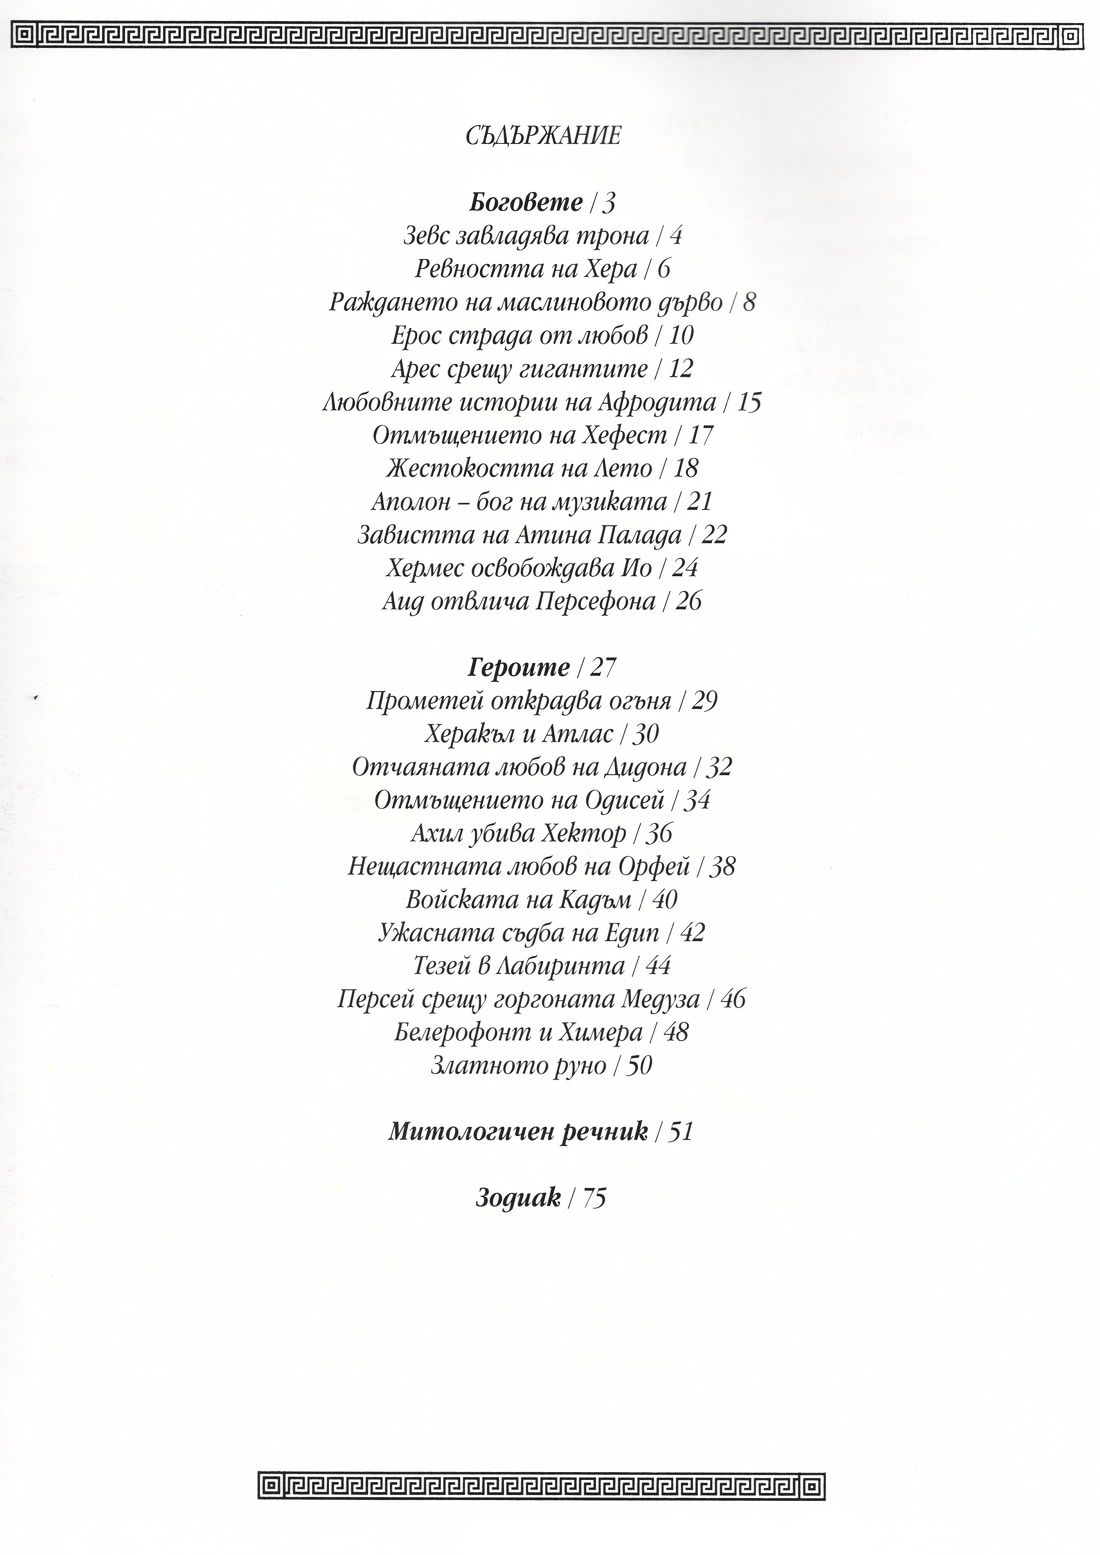 СЪДЪРЖАНИЕ
Боговете / 3
Зевс завладява трона / 4
Ревността на Хера / 6
Раждането на маслиновото дърво / 8
Ерос страда от любов / 10
Арес срещу гигантите / 12
Любовните истории на Афродита / 15
Отмъщението на Хефест / 17
Жестокостта на Лето / 18
Аполон – бог на музиката / 21
Завистта на Атина Палада / 22
Хермес освобождава Ио / 24
Аид отвлича Персефона / 26
Героите / 27
Прометей открадва огъня / 29
Херакъл и Атлас / 30
Отчаяната любов на Дидона / 32
Отмъщението на Одисей / 34
Ахил убива Хектор / 36
Нещастната любов на Орфей / 38
Войската на Кадъм / 40
Ужасната съдба на Едип / 42
Тезей в Лабиринта / 44
Персей срещу горгоната Медуза / 46
Белерофонт и Химера / 48
Златното руно / 50
Митологичен речник / 51
Зодиак / 75